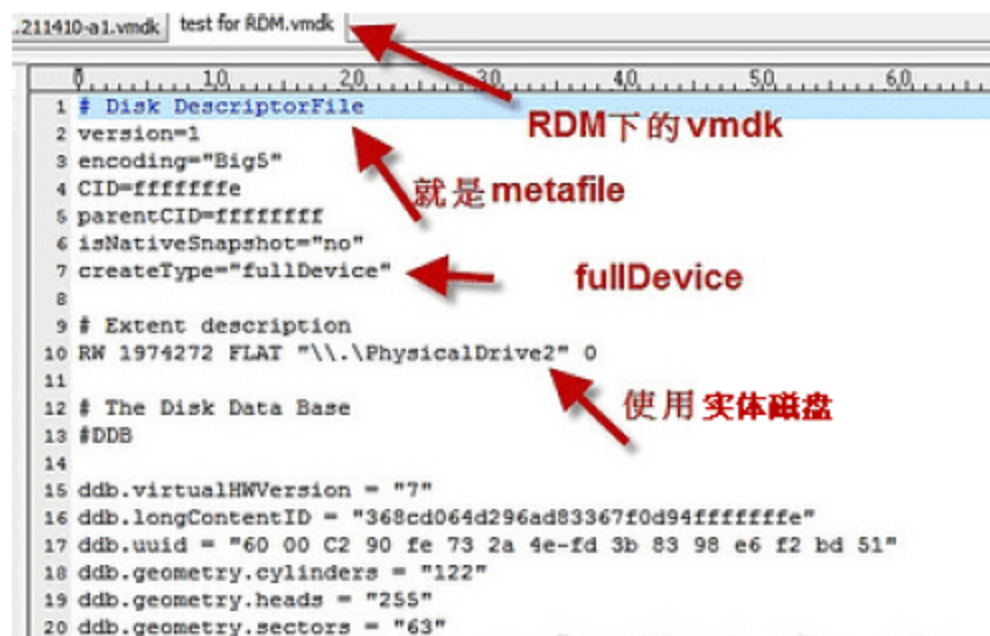 .211410-a1.vmdk test for RDM.vmdk
0 10 20 30 40 50 60
RDM下的vmdk
就是metafile
fullDevice
使用实体磁盘
1 # Disk DescriptorFile
2 version=1
3 encoding="Big5"
4 CID=fffffffe
5 parentCID=ffffffff
6 isNativeSnapshot="no"
7 createType="fullDevice"
8
9 # Extent description
10 RW 1974272 FLAT "\\.\PhysicalDrive2" 0
11
12 # The Disk Data Base
13 #DDB
14
15 ddb.virtualHWVersion = "7"
16 ddb.longContentID = "368cd064d296ad83367f0d94fffffffe"
17 ddb.uuid = "60 00 C2 90 fe 73 2a 4e-fd 3b 83 98 e6 f2 bd 51"
18 ddb.geometry.cylinders = "122"
19 ddb.geometry.heads = "255"
20 ddb.geometry.sectors = "63"